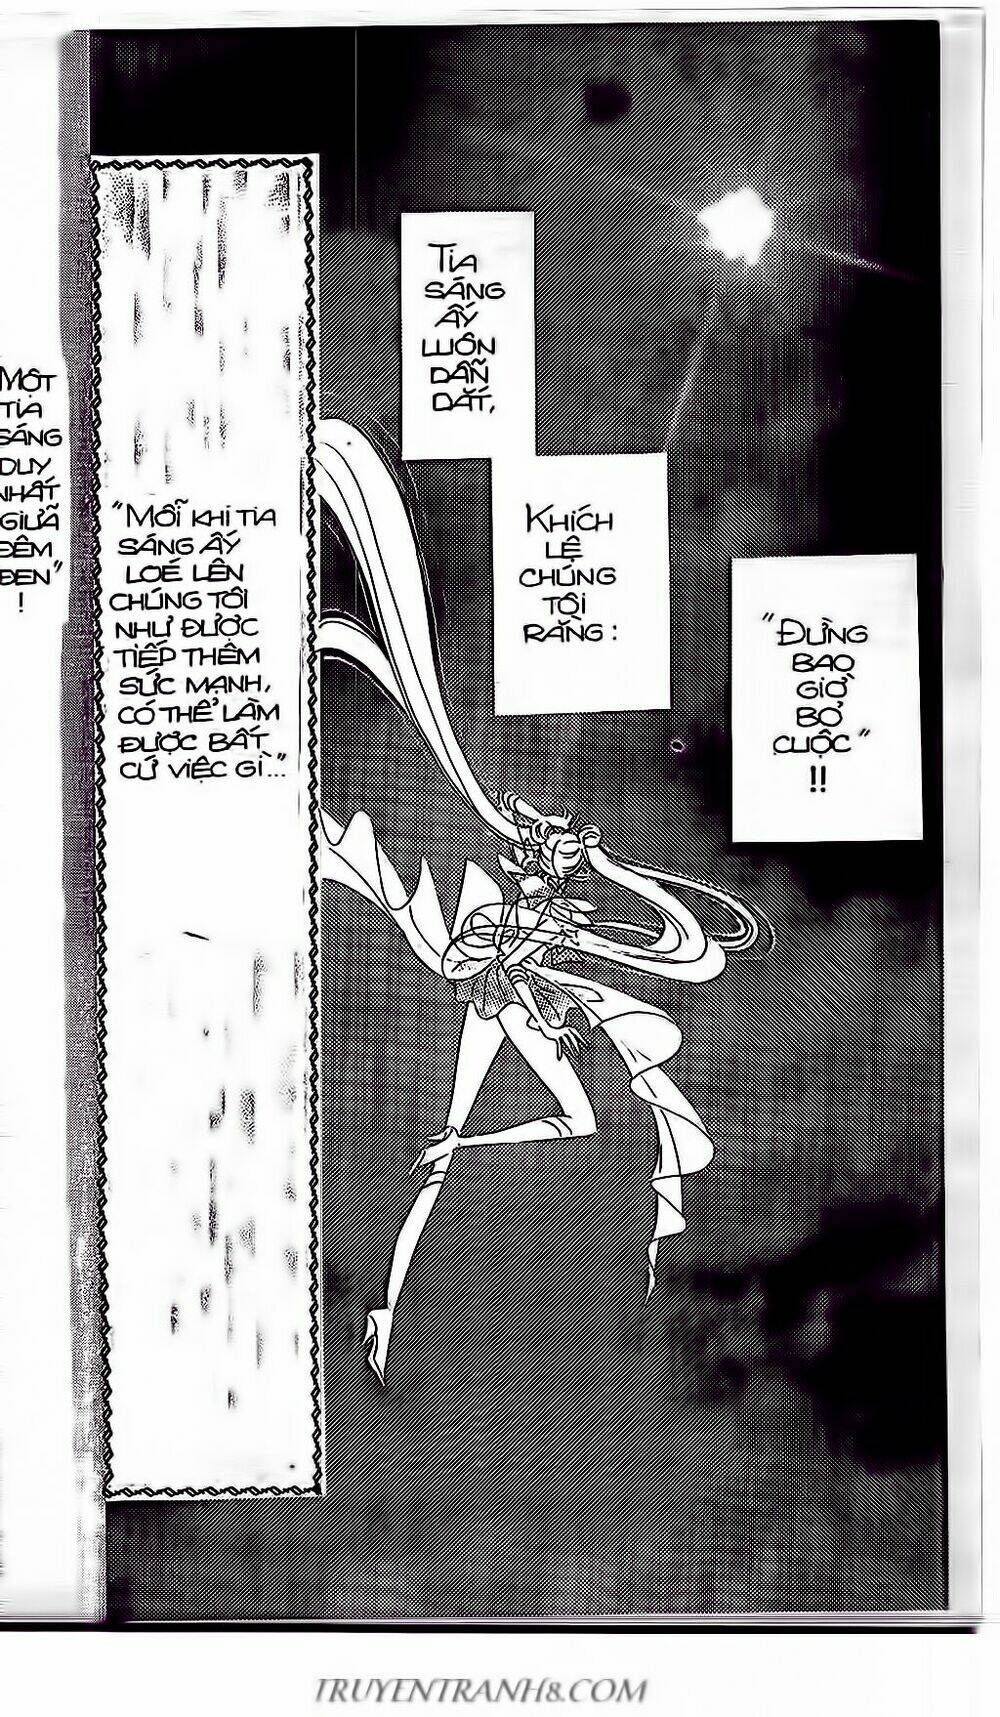 MỘT
TIA
SÁNG
DUY
NHẤT
GIỮA
ĐÊM
ĐEN"
!
"MỖI KHI TIA
SÁNG ẤY
LOÉ LÊN
CHÚNG TÔI
NHƯ ĐƯỢC
TIẾP THÊM
SỨC MẠNH,
CÓ THỂ LÀM
ĐƯỢC BẤT
CỨ VIỆC GÌ..."
TIA
SÁNG
ẤY
LUÔN
DẪN
DẮT,
KHÍCH
LỆ
CHÚNG
TÔI
RẰNG:
"ĐỪNG
BAO
GIỜ
BỎ
CUỘC"
!!
TRUYENTRANH8.COM